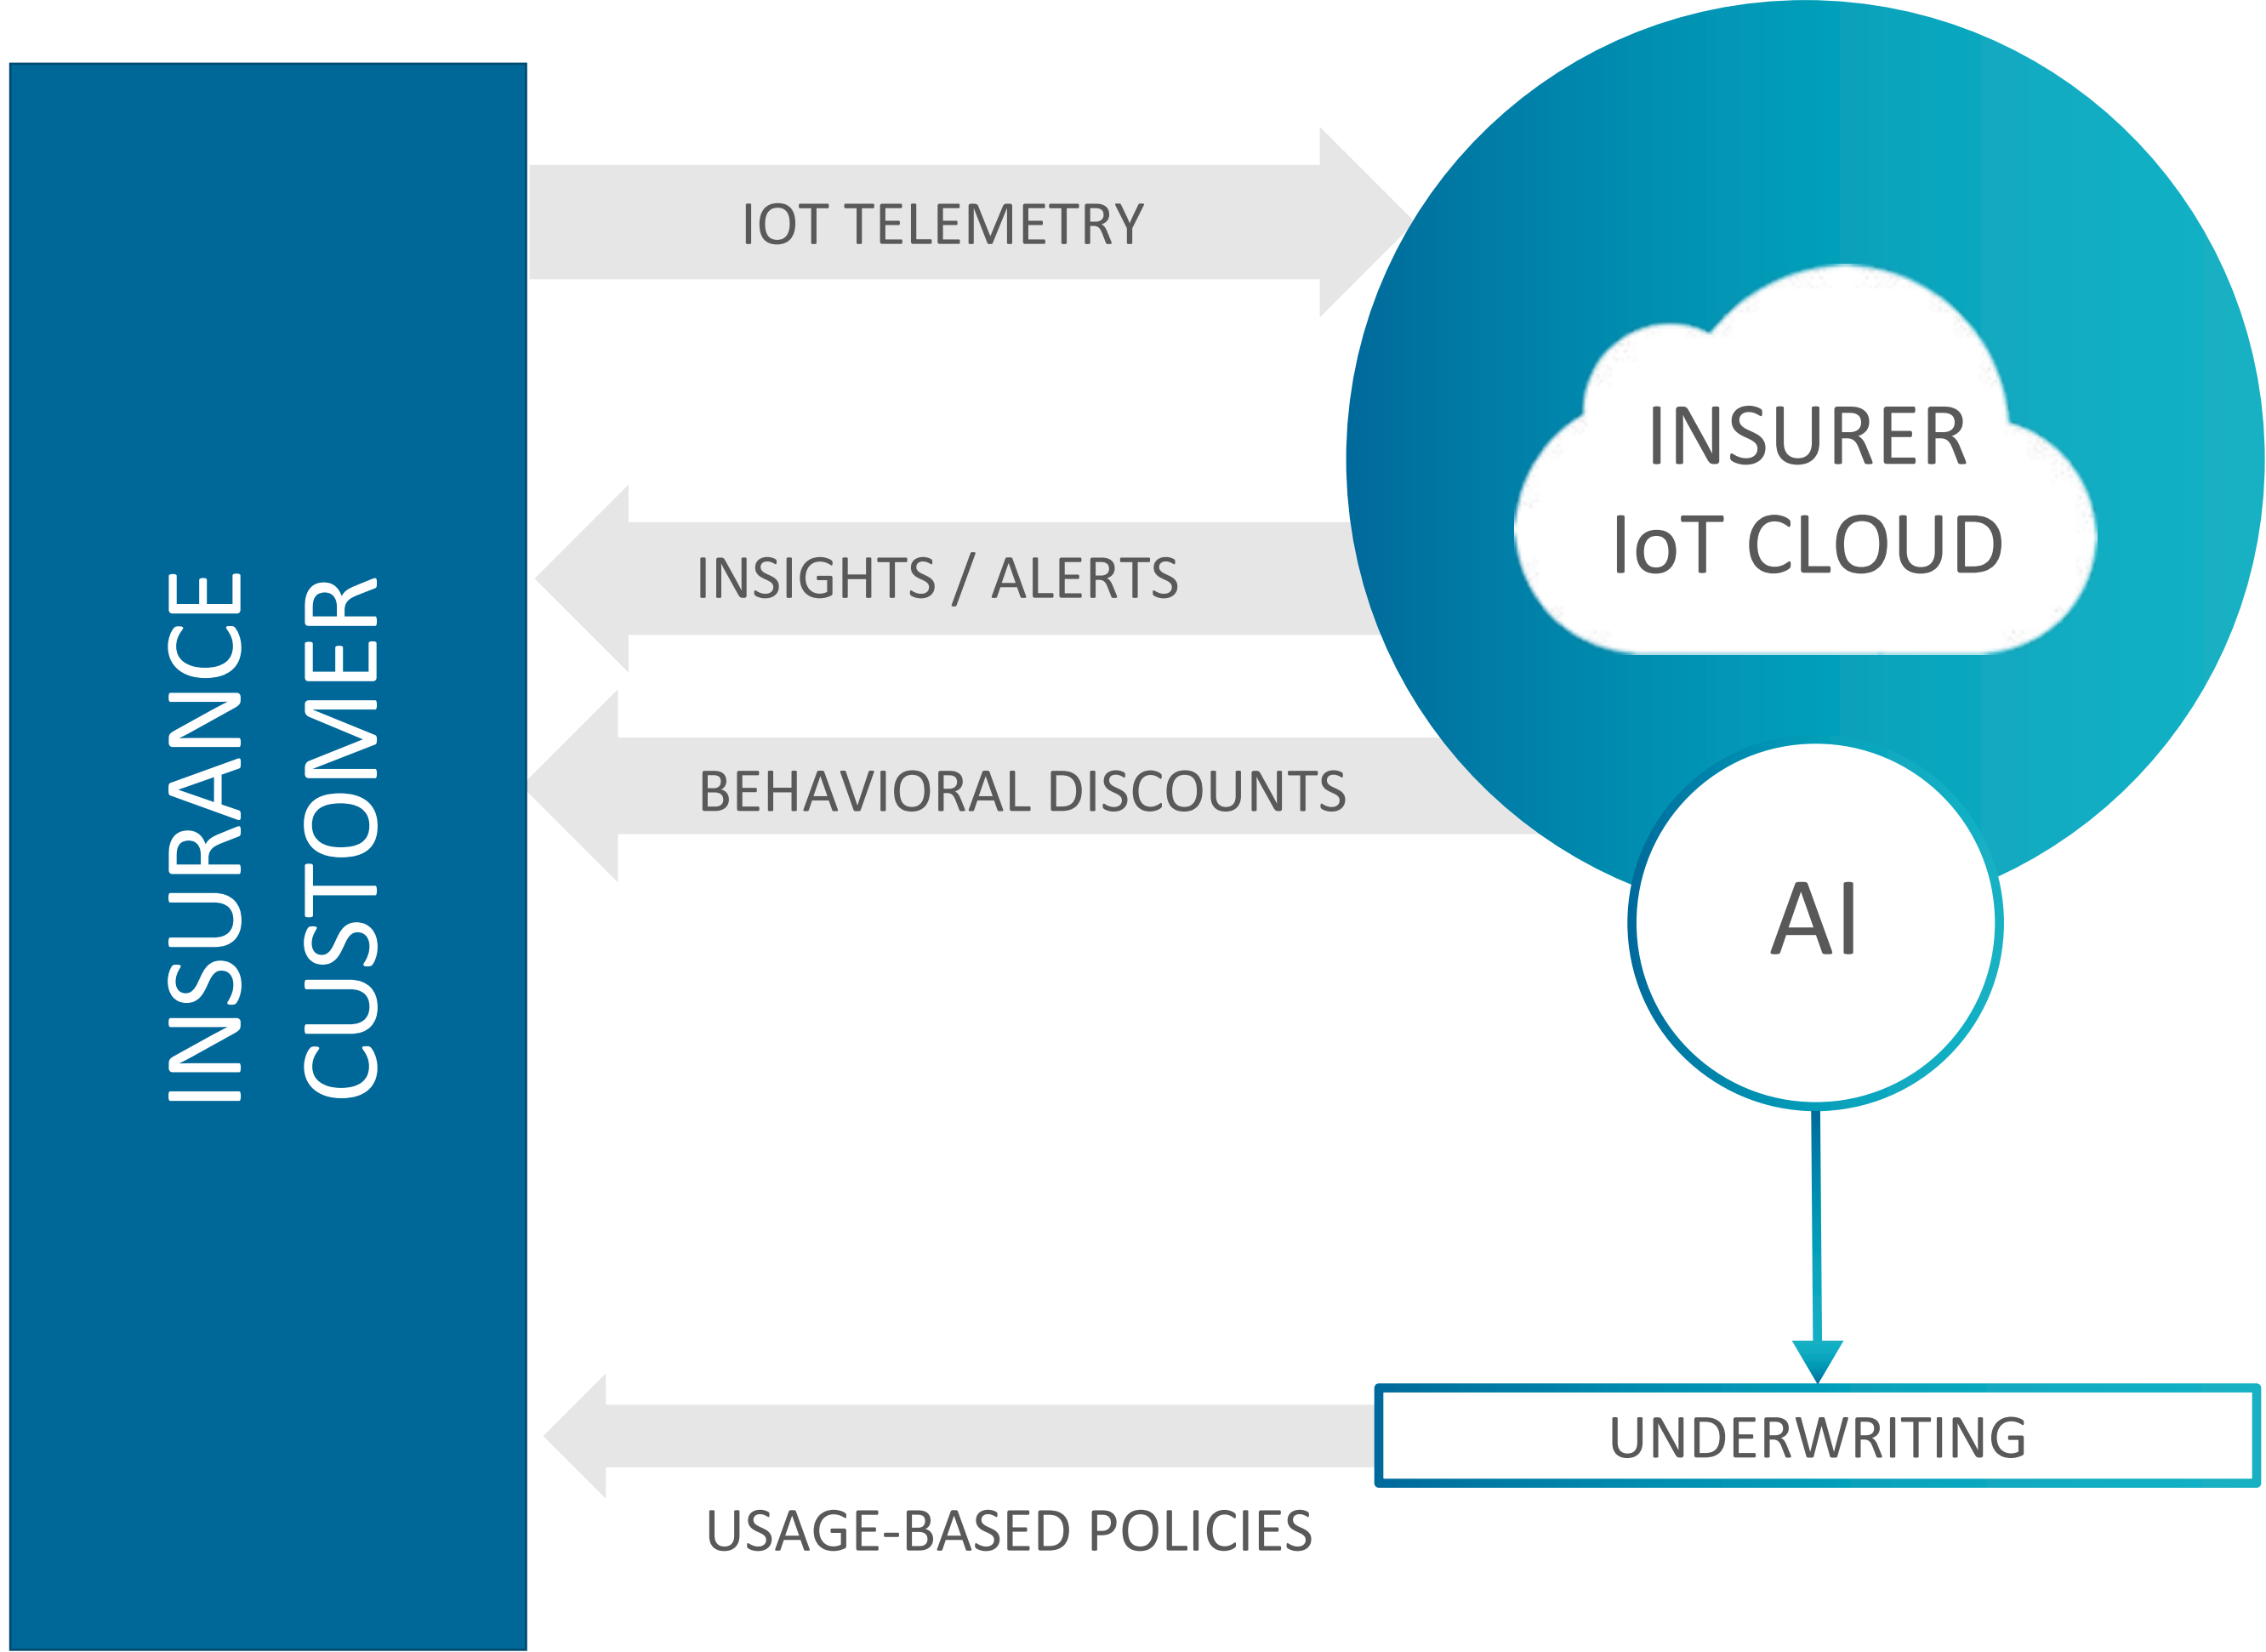 INSURANCE
CUSTOMER
IOT TELEMETRY
INSURER
IoT CLOUD
INSIGHTS / ALERTS
BEHAVIORAL DISCOUNTS
AI
UNDERWRITING
USAGE-BASED POLICIES